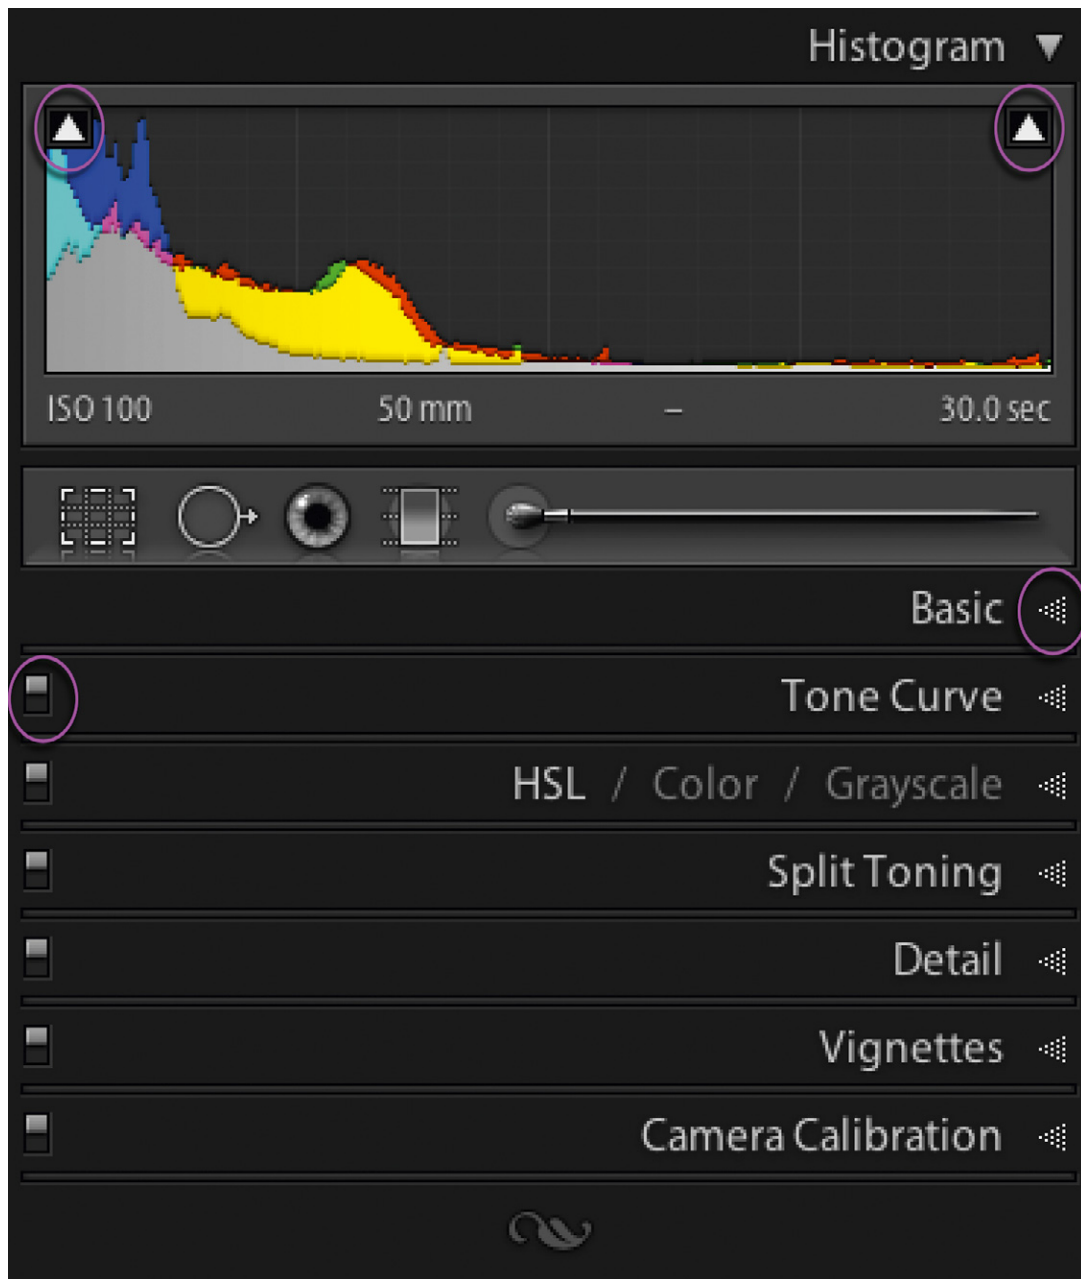 Histogram
ISO 100 50 mm – 30.0 sec
Basic
Tone Curve
HSL / Color / Grayscale
Split Toning
Detail
Vignettes
Camera Calibration